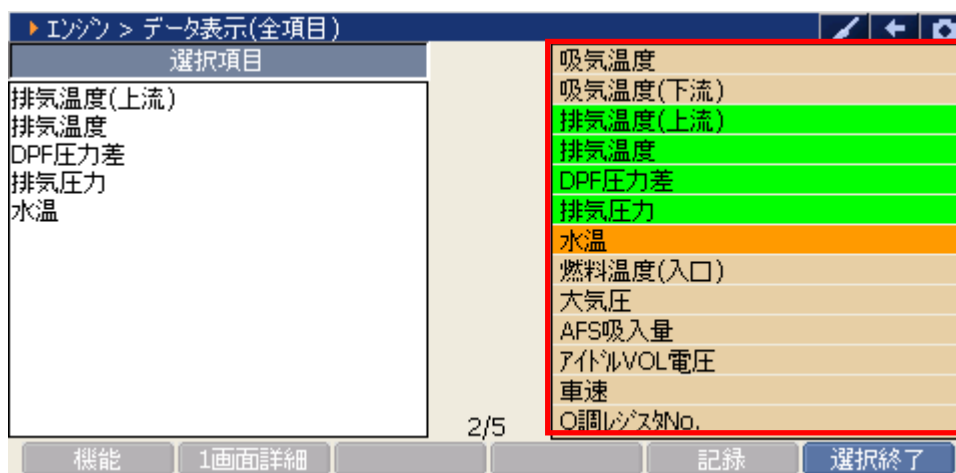 エンジン > データ表示(全項目)
選択項目
排気温度(上流)
排気温度
DPF圧力差
排気圧力
水温
吸気温度
吸気温度(下流)
排気温度(上流)
排気温度
DPF圧力差
排気圧力
水温
燃料温度(入口)
大気圧
AFS吸入量
アイドルVOL電圧
車速
Q調レジスタNo.
2/5
機能
1画面詳細
記録
選択終了